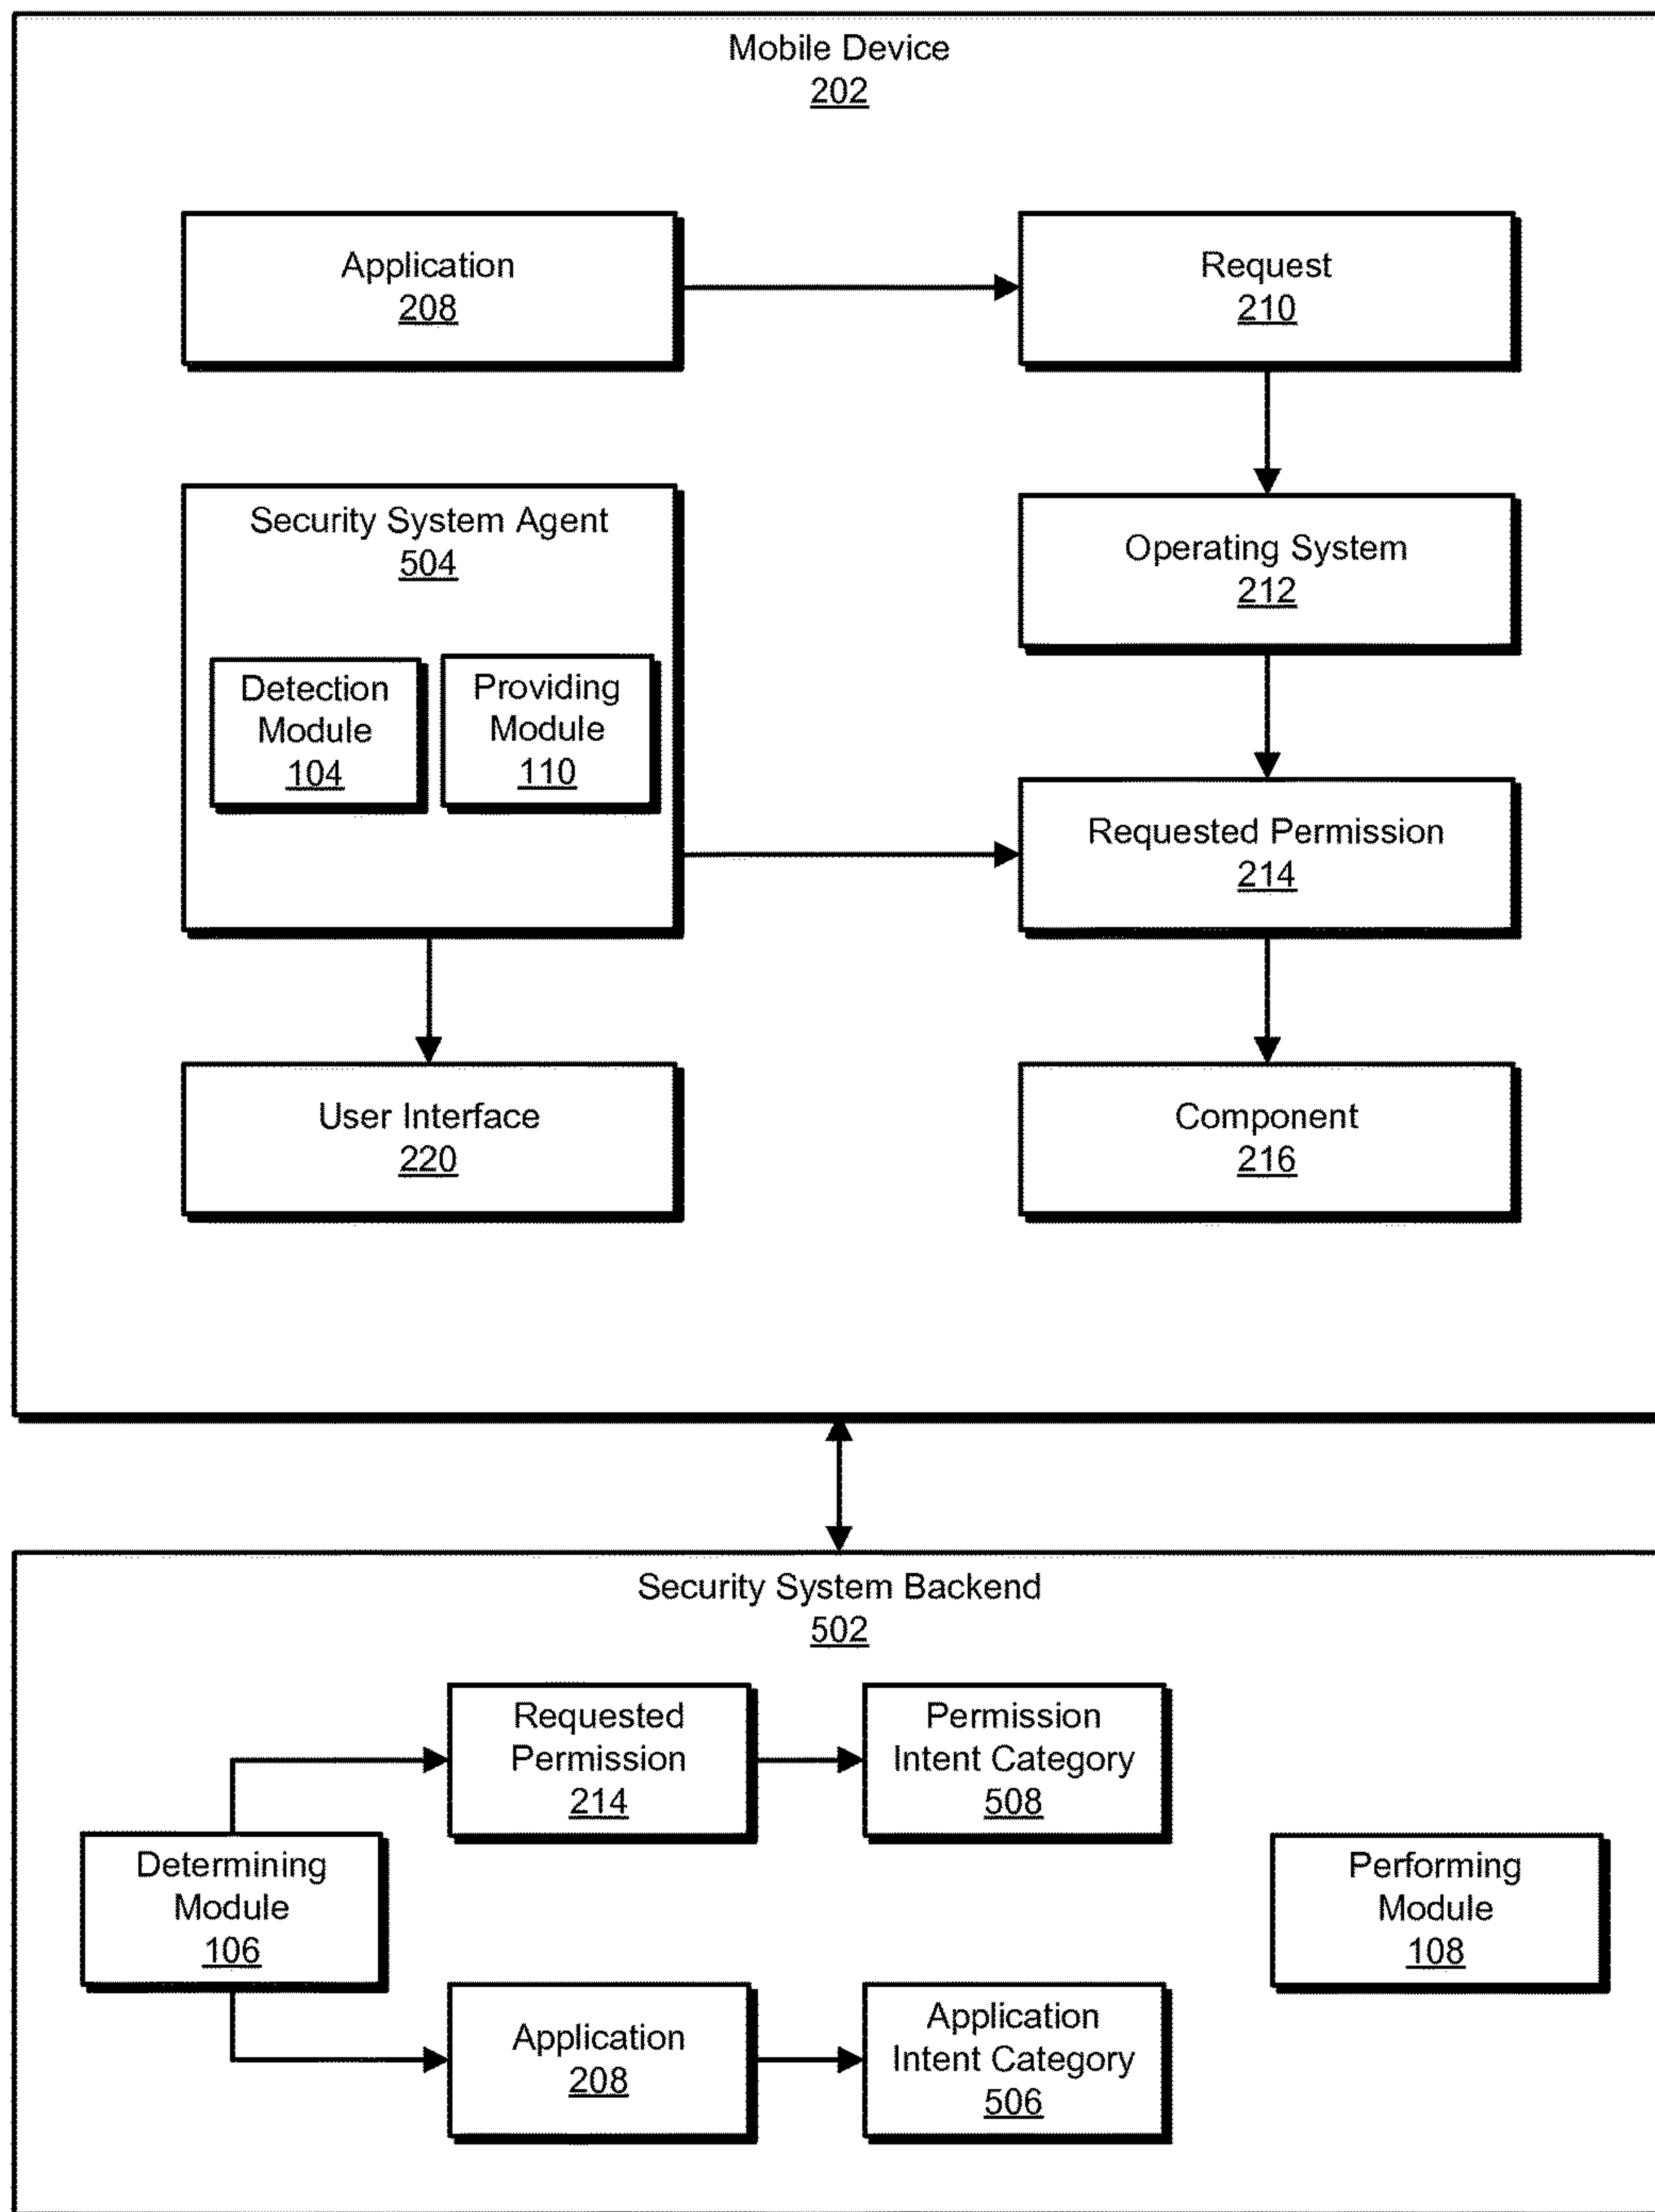 Mobile Device
202
Application
208
Request
210
Security System Agent
504
Operating System
212
Detection
Module
104
Providing
Module
110
Requested Permission
214
User Interface
220
Component
216
Security System Backend
502
Requested
Permission
214
Permission
Intent Category
508
Determining
Module
106
Performing
Module
108
Application
208
Application
Intent Category
506